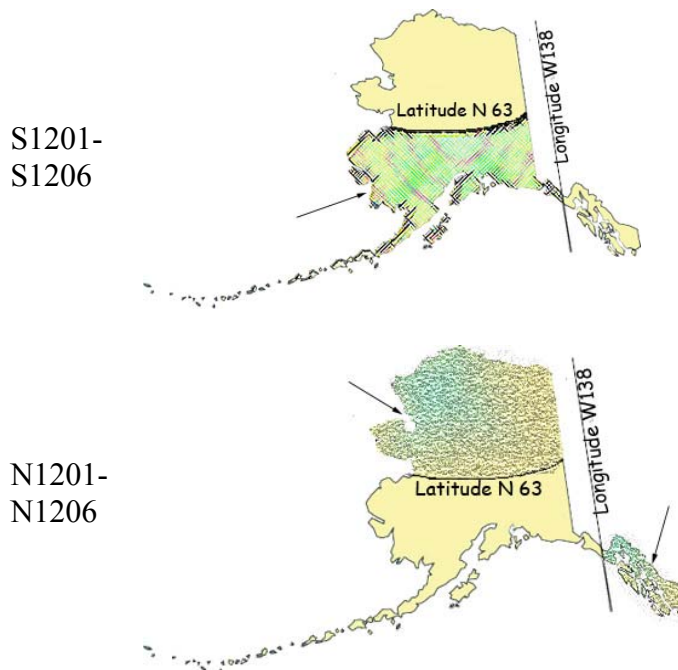 Longitude W138
Latitude N 63
S1201-
S1206
Longitude W138
Latitude N 63
N1201-
N1206